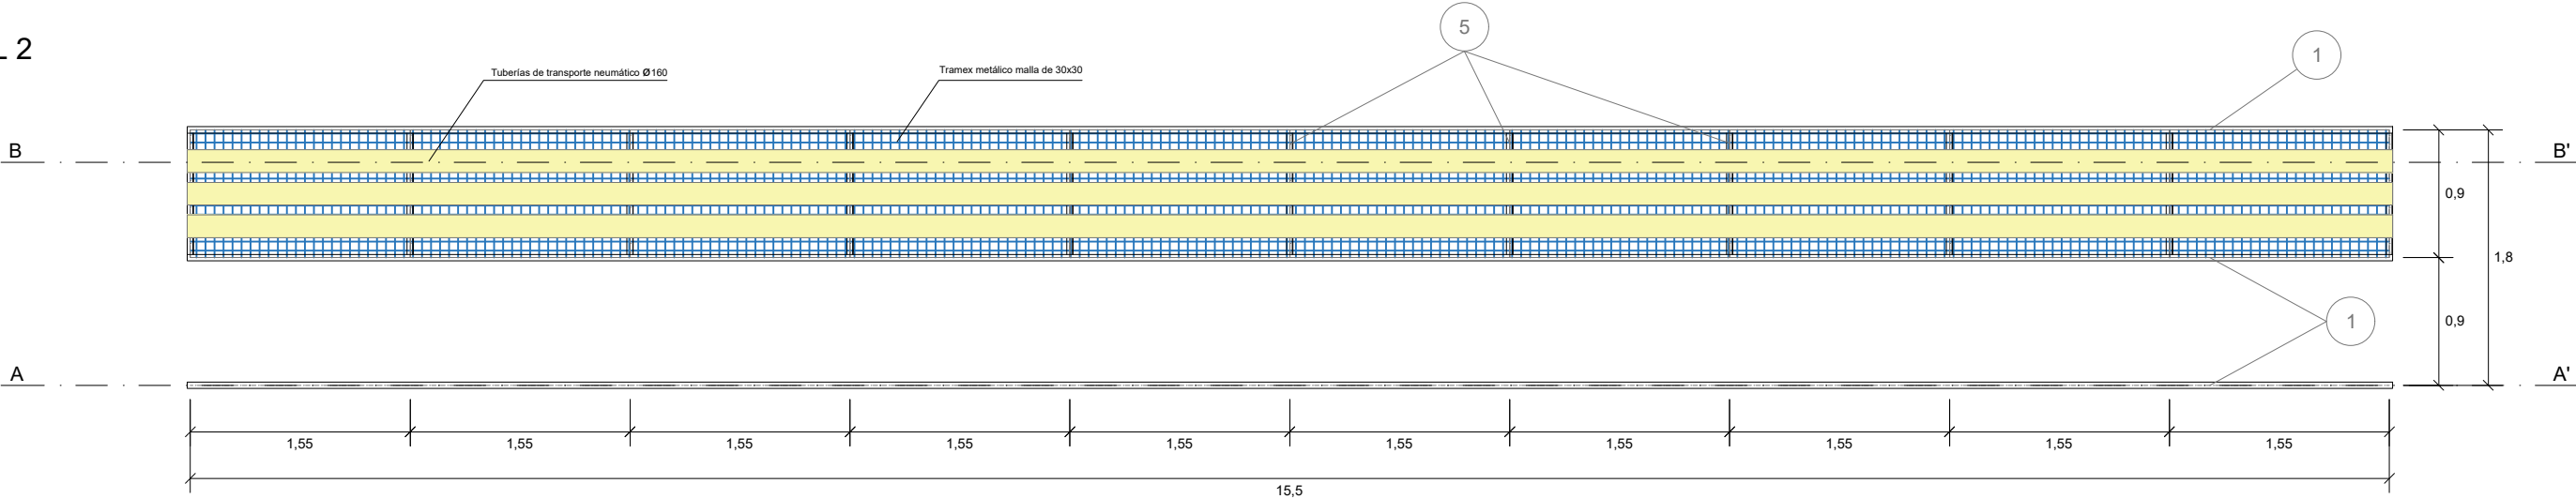 L 2
5
1
Tuberías de transporte neumático Ø160
Tramex metálico malla de 30x30
B
B'
0,9
1,8
1
0,9
A
A'
1,55 1,55 1,55 1,55 1,55 1,55 1,55 1,55 1,55 1,55
15,5